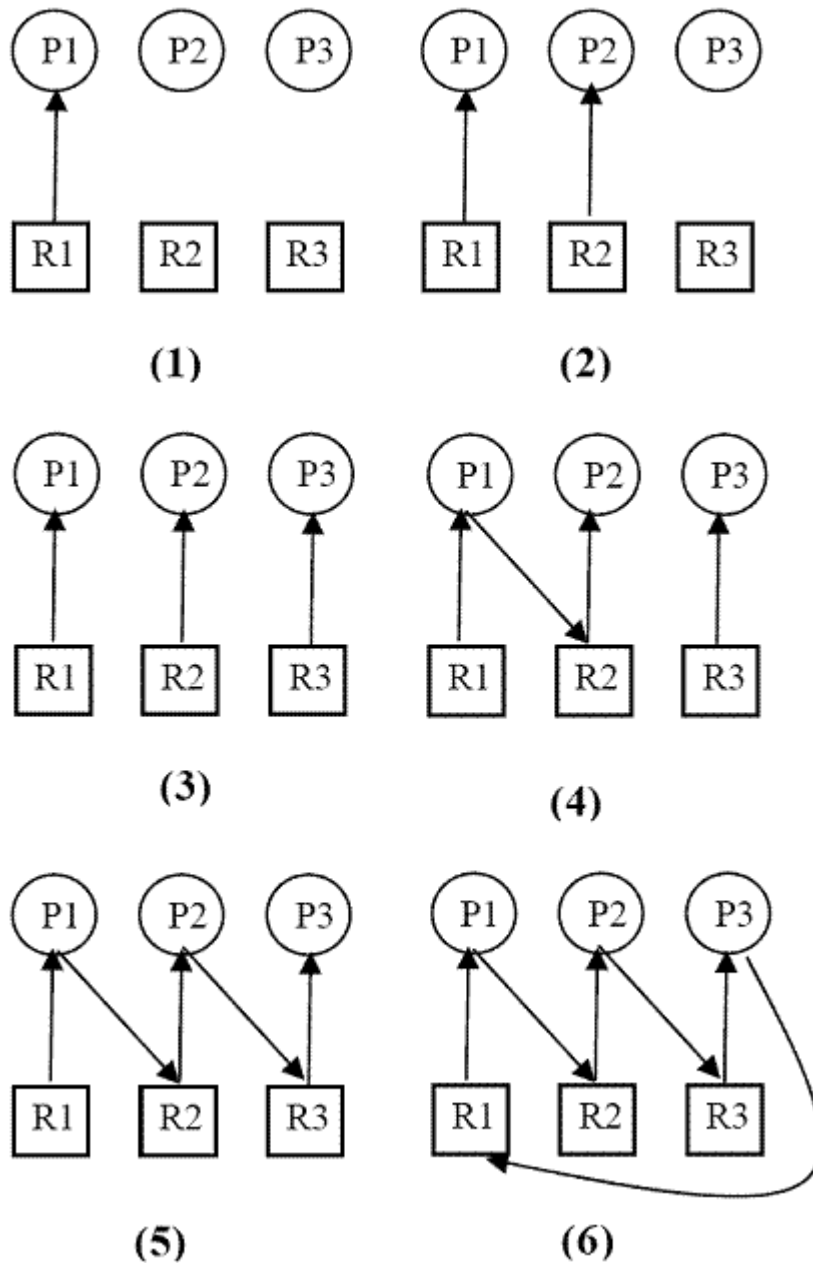 P1 P2 P3 P1 P2 P3
R1 R2 R3 R1 R2 R3
(1) (2)
P1 P2 P3 P1 P2 P3
R1 R2 R3 R1 R2 R3
(3) (4)
P1 P2 P3 P1 P2 P3
R1 R2 R3 R1 R2 R3
(5) (6)